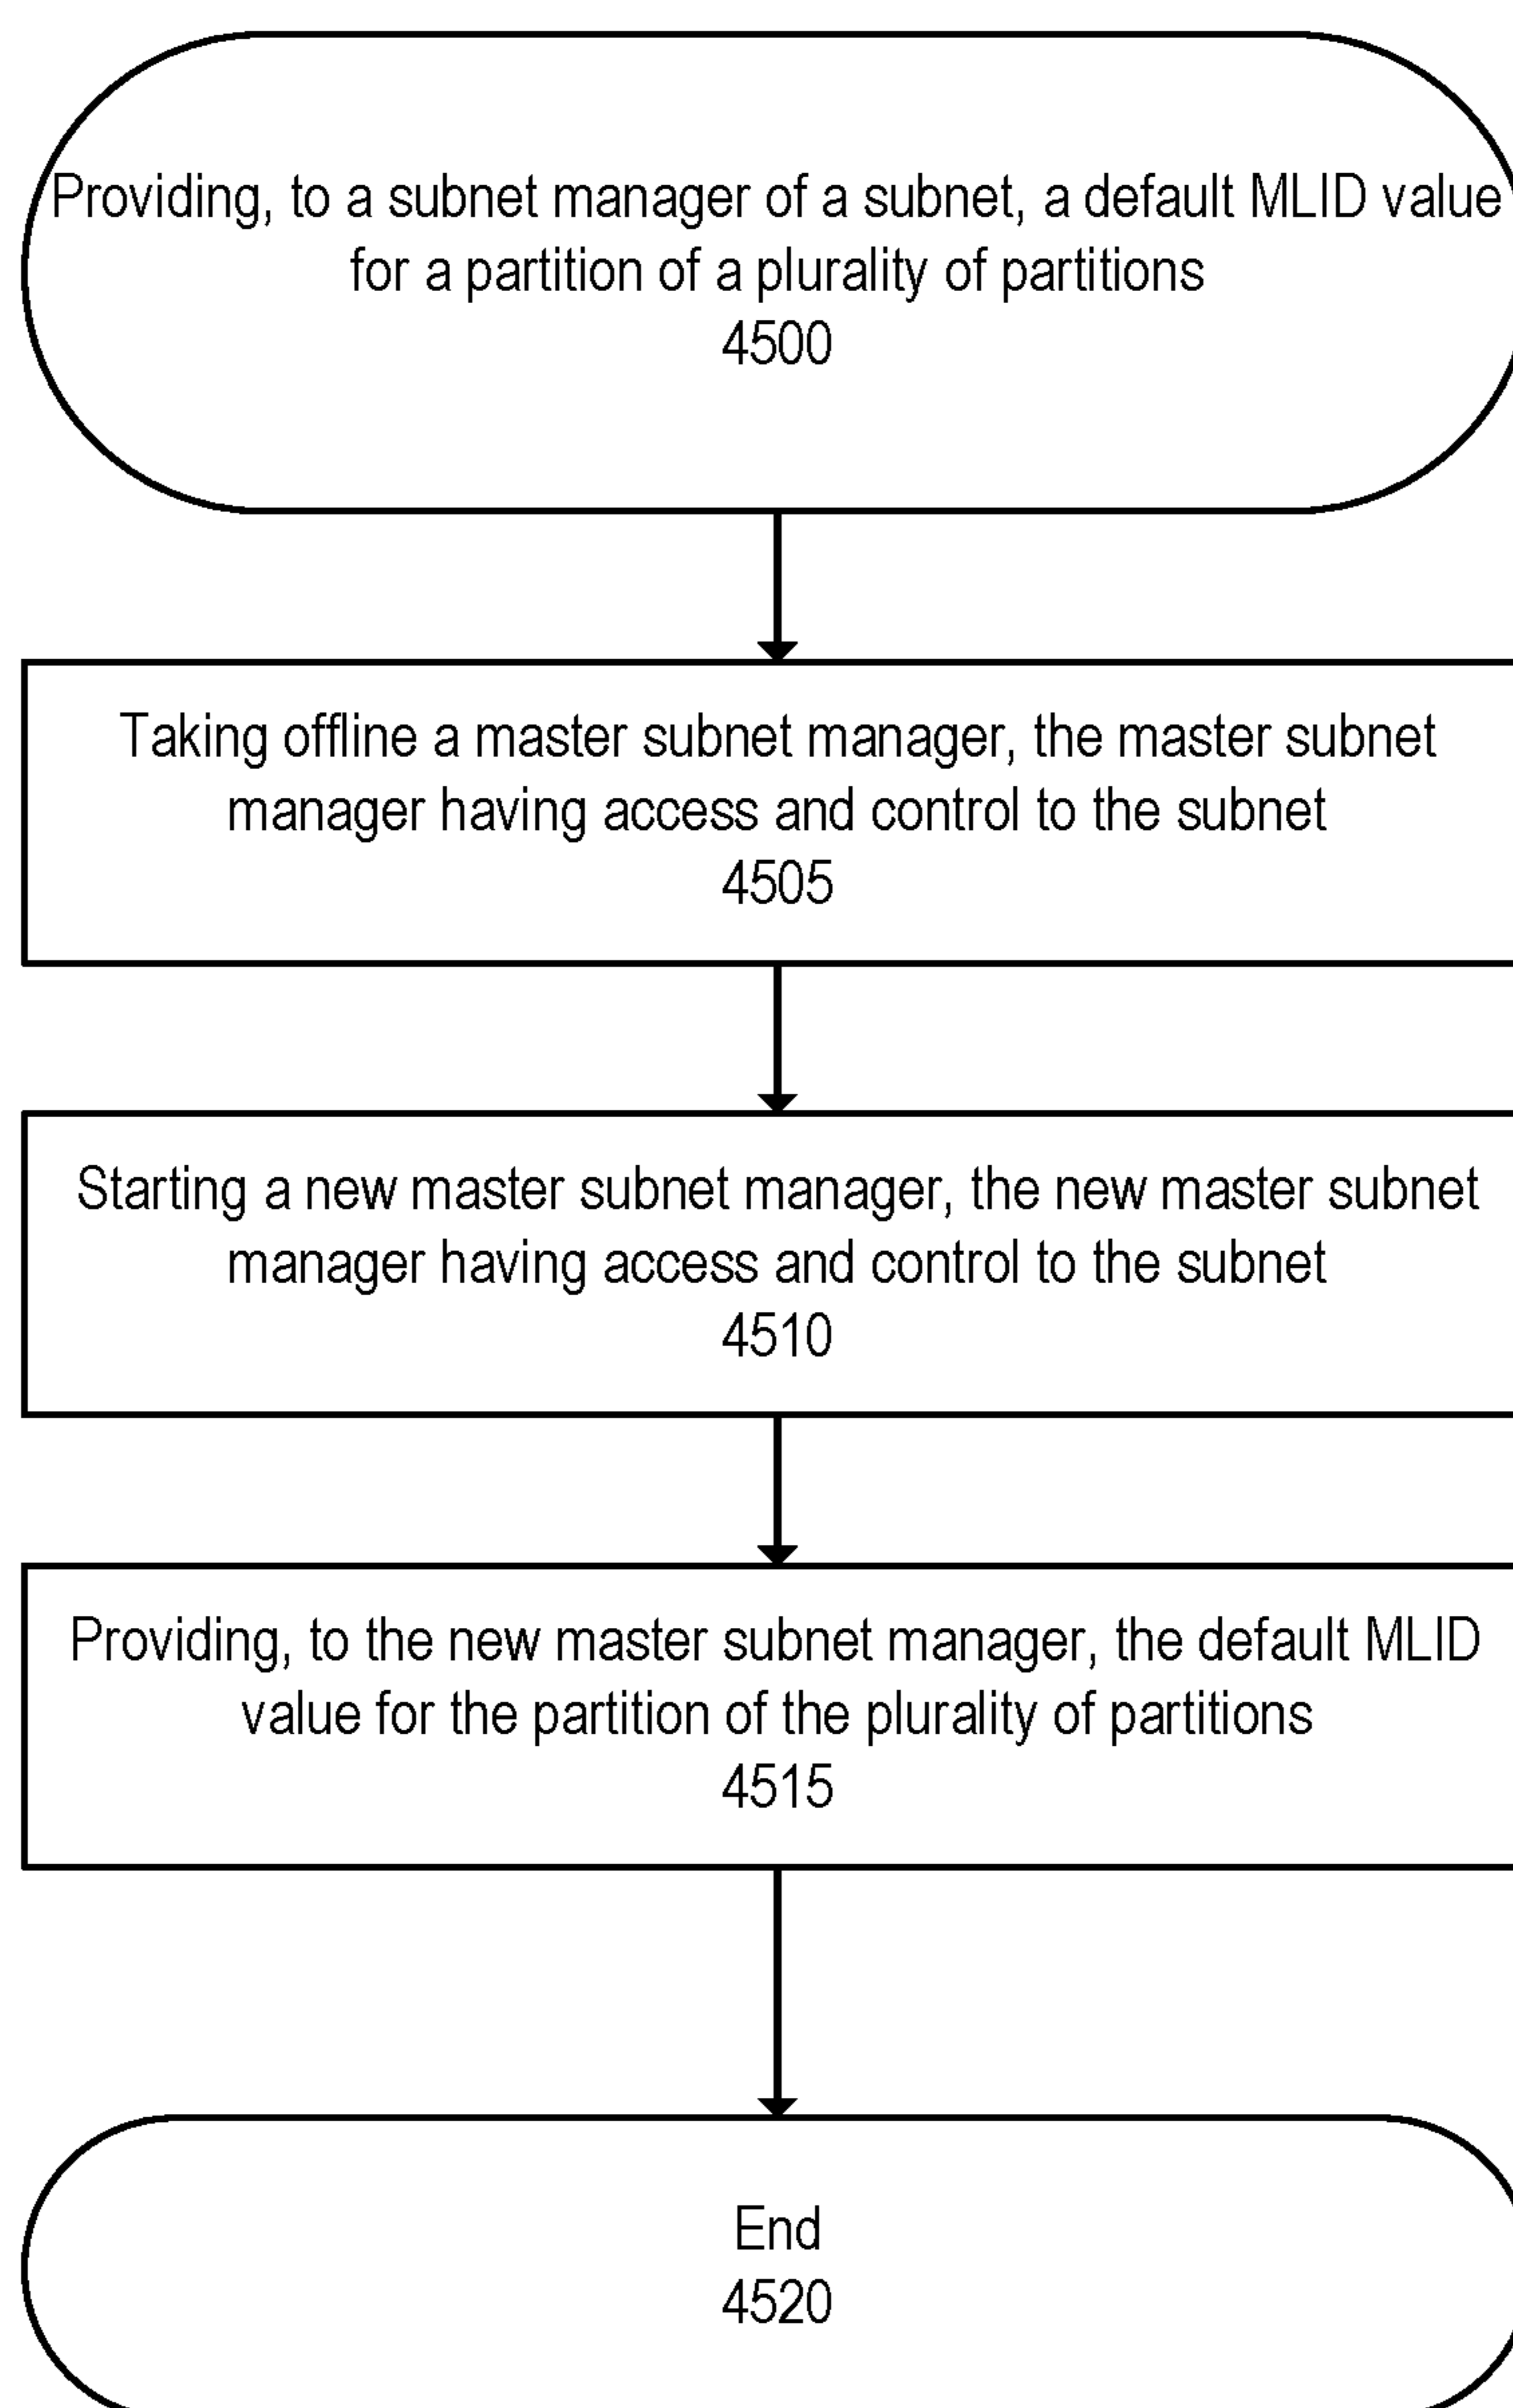 Providing, to a subnet manager of a subnet, a default MLID value
for a partition of a plurality of partitions
4500
Taking offline a master subnet manager, the master subnet
manager having access and control to the subnet
4505
Starting a new master subnet manager, the new master subnet
manager having access and control to the subnet
4510
Providing, to the new master subnet manager, the default MLID
value for the partition of the plurality of partitions
4515
End
4520